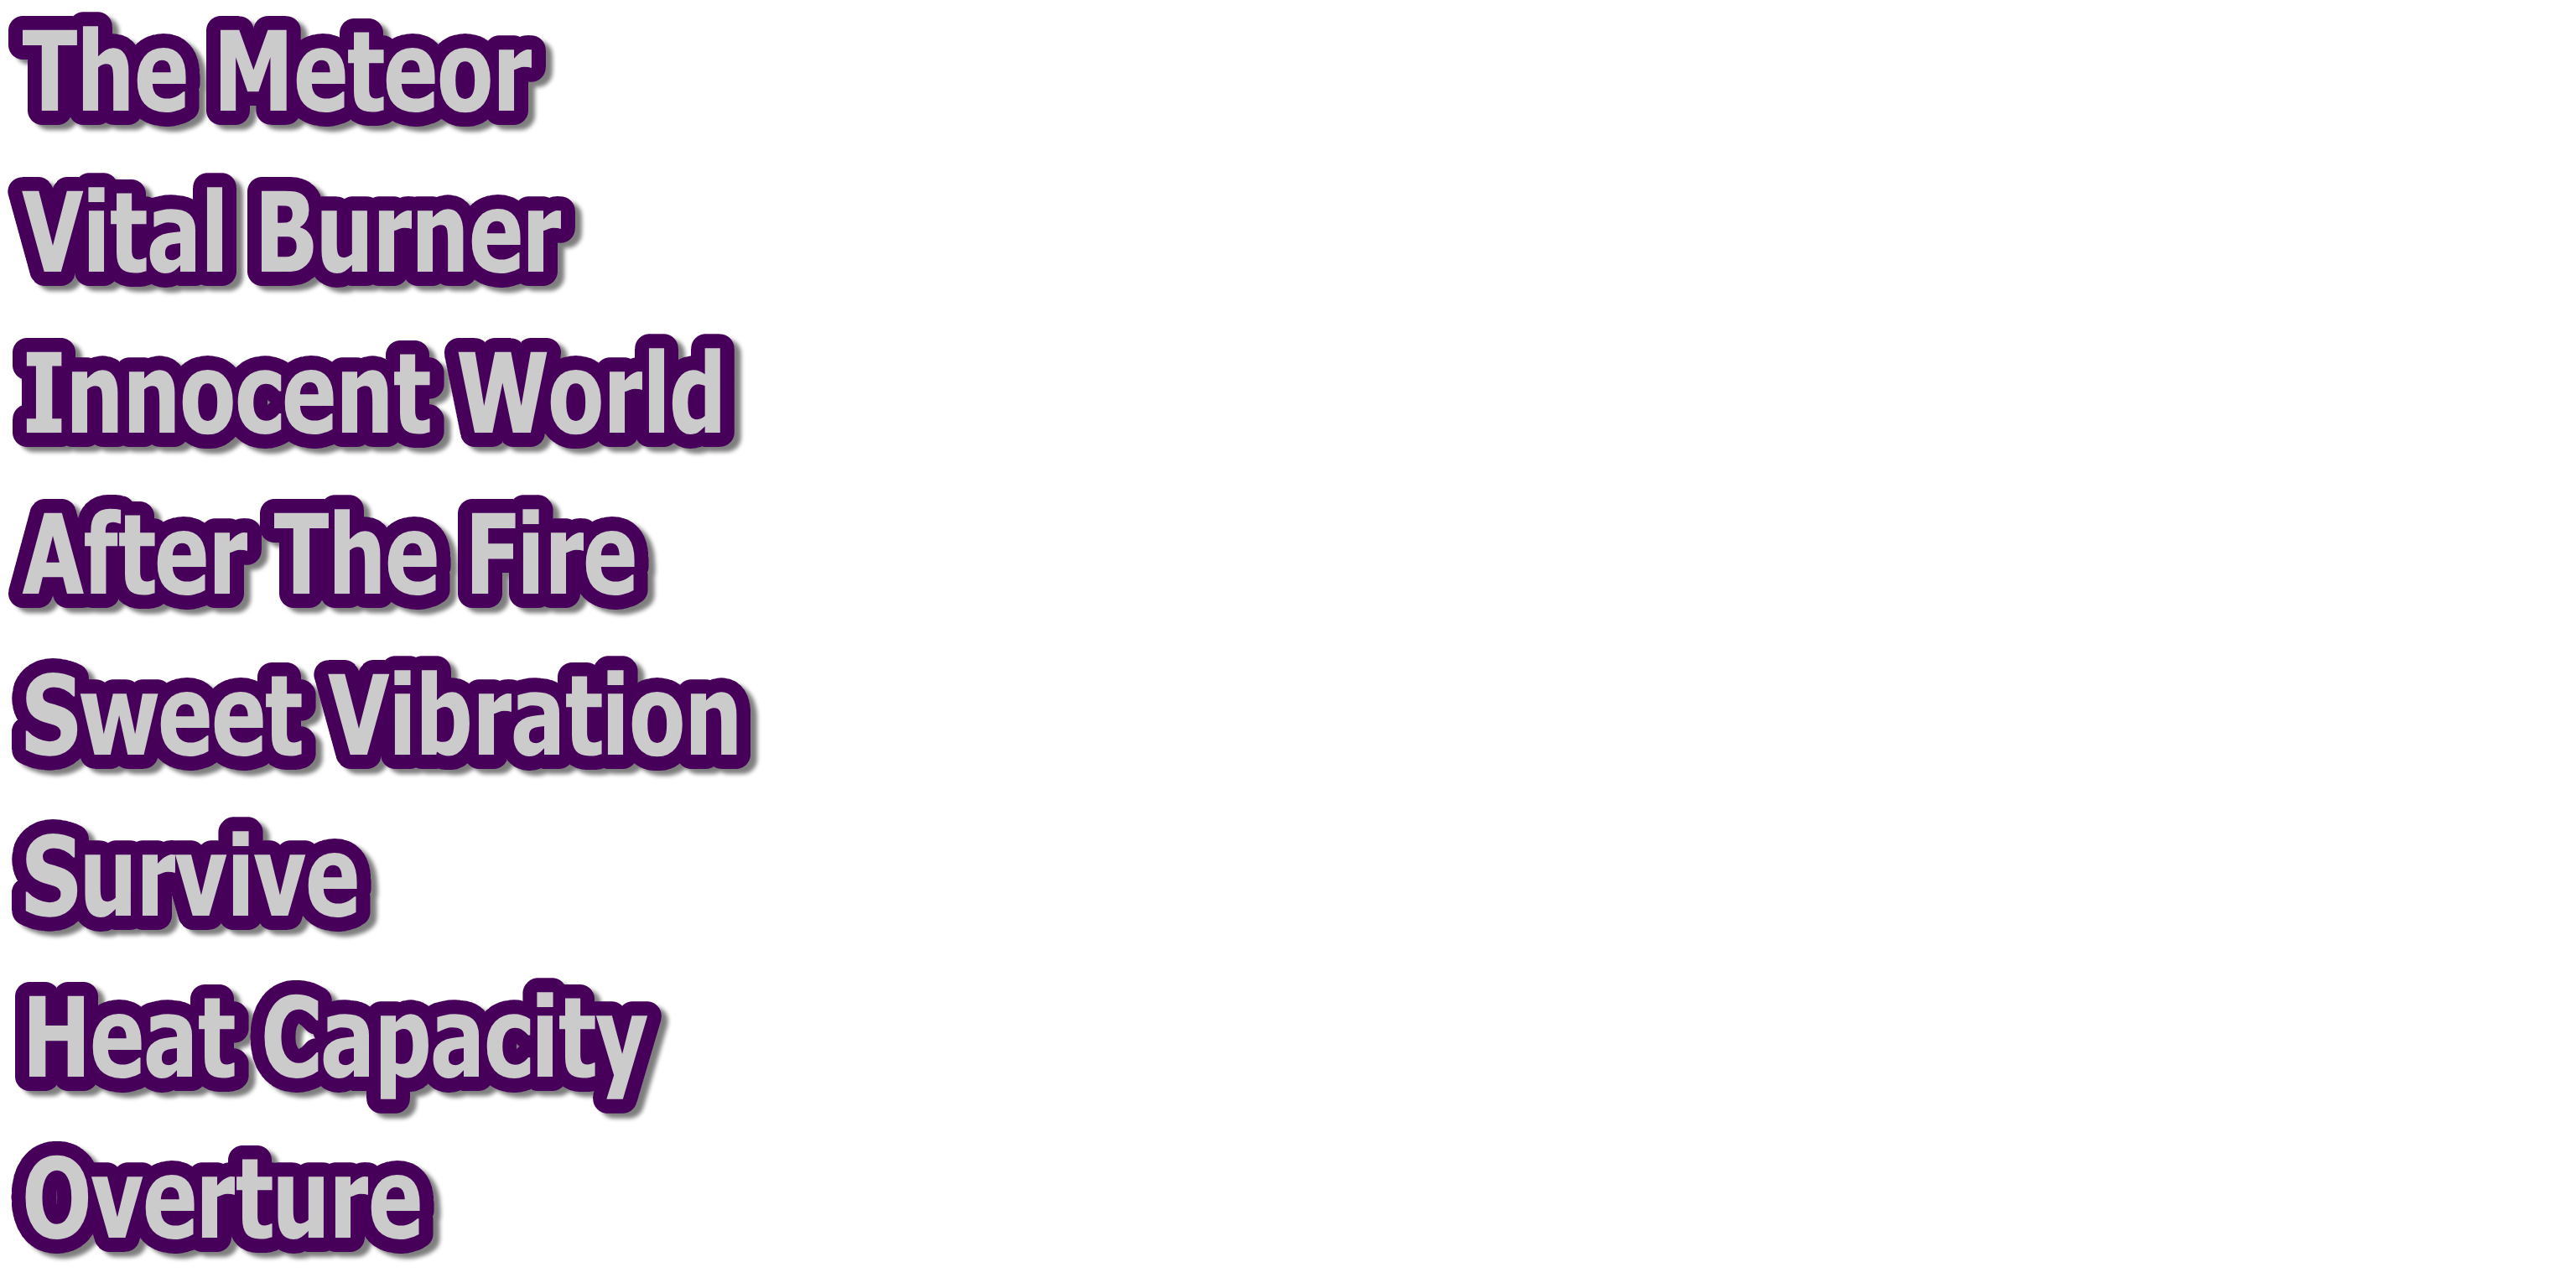 The Meteor
Vital Burner
Innocent World
After The Fire
Sweet Vibration
Survive
Heat Capacity
Overture